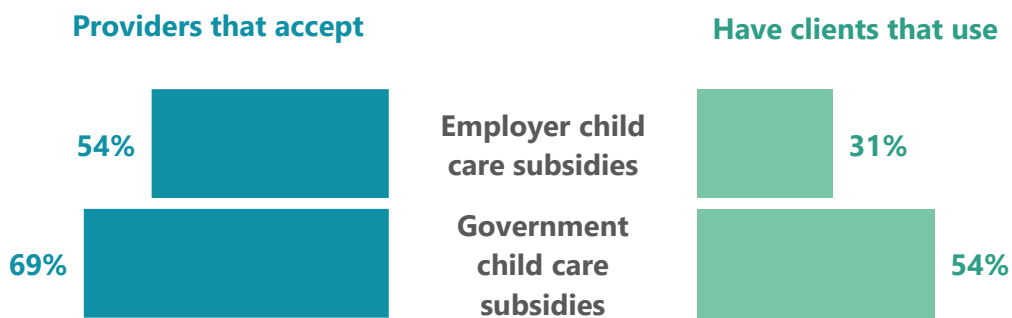 Providers that accept
Have clients that use
54%
Employer child
care subsidies
31%
69%
Government
child care
subsidies
54%